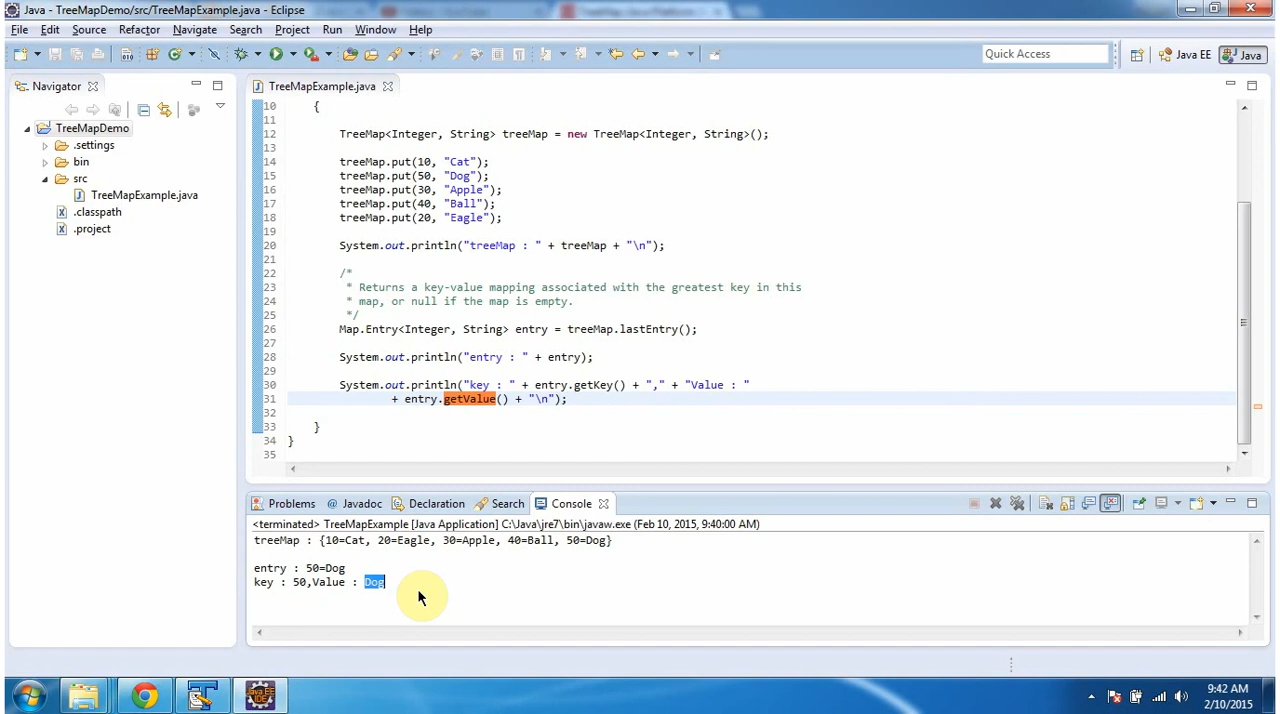 Java - TreeMapDemo/src/TreeMapExample.java - Eclipse
File Edit Source Refactor Navigate Search Project Run Window Help
Quick Access
Java EE
Java
Navigator
TreeMapDemo
.settings
bin
src
TreeMapExample.java
.classpath
.project
TreeMapExample.java
10 {
11
12 TreeMap<Integer, String> treeMap = new TreeMap<Integer, String>();
13
14 treeMap.put(10, "Cat");
15 treeMap.put(50, "Dog");
16 treeMap.put(30, "Apple");
17 treeMap.put(40, "Ball");
18 treeMap.put(20, "Eagle");
19
20 System.out.println("treeMap : " + treeMap + "\n");
21
22 /*
23 * Returns a key-value mapping associated with the greatest key in this
24 * map, or null if the map is empty.
25 */
26 Map.Entry<Integer, String> entry = treeMap.lastEntry();
27
28 System.out.println("entry : " + entry);
29
30 System.out.println("key : " + entry.getKey() + "," + "Value : "
31 + entry.getValue() + "\n");
32
33 }
34 }
35
Problems @ Javadoc Declaration Search Console
<terminated> TreeMapExample [Java Application] C:\Java\jre7\bin\javaw.exe (Feb 10, 2015, 9:40:00 AM)
treeMap : {10=Cat, 20=Eagle, 30=Apple, 40=Ball, 50=Dog}
entry : 50=Dog
key : 50,Value : Dog
Java EE
IDE
9:42 AM
2/10/2015